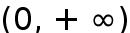 (0, + ∞)